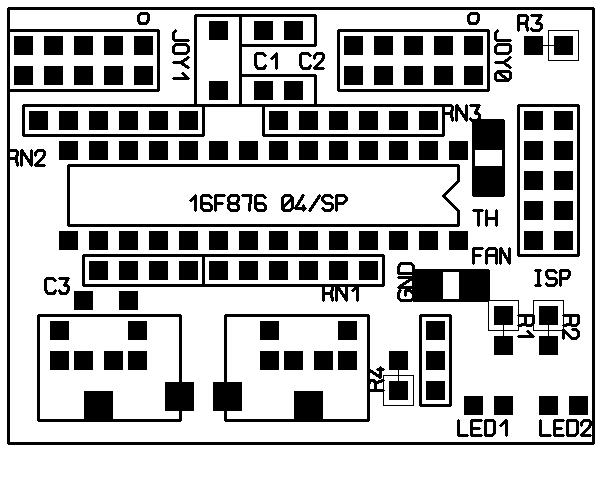 R3
JOY1
C1 C2
JOY0
RN3
RN2
16F876 04/SP
TH
FAN
GND
ISP
C3
RN1
R1
R2
R4
LED1
LED2